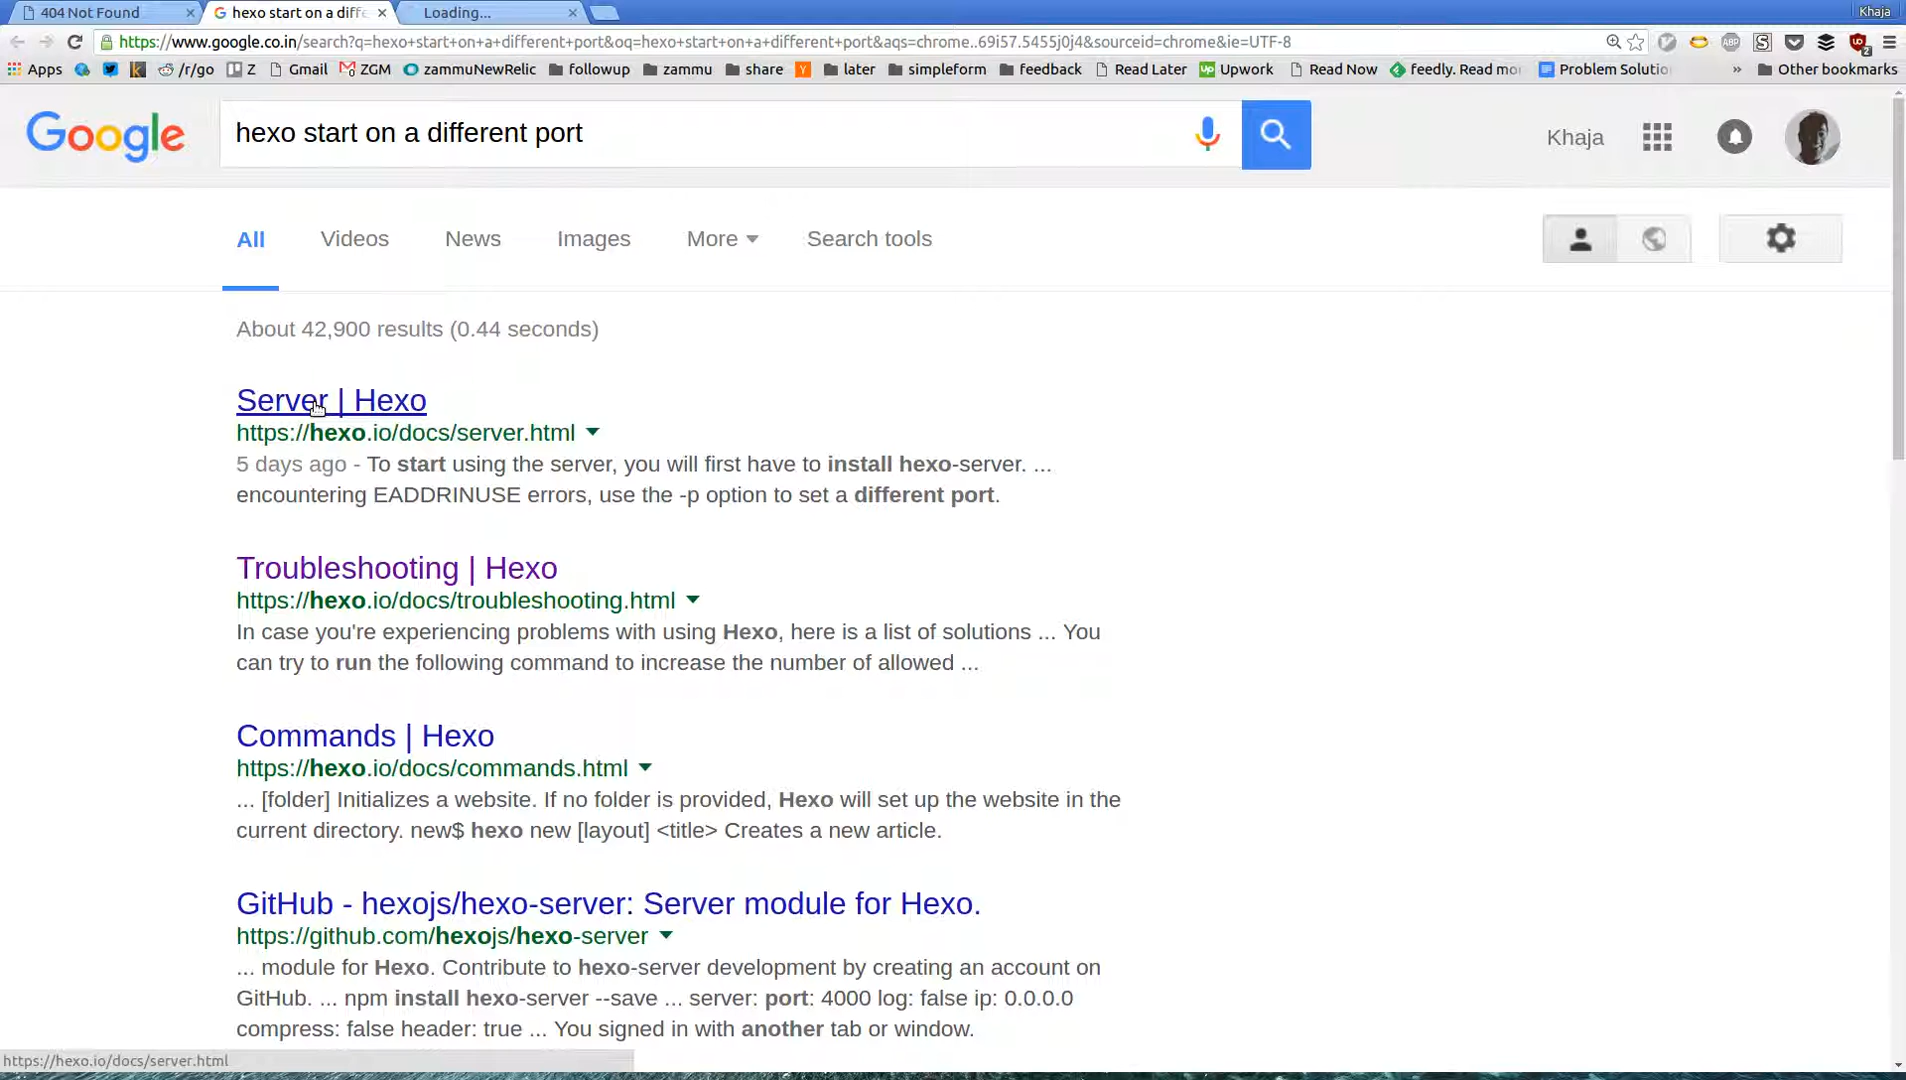 404 Not Found
hexo start on a diffe
Loading...
Khaja
https://www.google.co.in/search?q=hexo+start+on+a+different+port&oq=hexo+start+on+a+different+port&aqs=chrome..69i57.5455j0j4&sourceid=chrome&ie=UTF-8
Apps /r/go Z Gmail ZGM zammuNewRelic followup zammu share later simpleform feedback Read Later Upwork Read Now feedly. Read mo Problem Solutio » Other bookmarks
Google
hexo start on a different port
Khaja
All Videos News Images More Search tools
About 42,900 results (0.44 seconds)
Server | Hexo
https://hexo.io/docs/server.html
5 days ago - To start using the server, you will first have to install hexo-server. ...
encountering EADDRINUSE errors, use the -p option to set a different port.
Troubleshooting | Hexo
https://hexo.io/docs/troubleshooting.html
In case you're experiencing problems with using Hexo, here is a list of solutions ... You
can try to run the following command to increase the number of allowed ...
Commands | Hexo
https://hexo.io/docs/commands.html
... [folder] Initializes a website. If no folder is provided, Hexo will set up the website in the
current directory. new$ hexo new [layout] <title> Creates a new article.
GitHub - hexojs/hexo-server: Server module for Hexo.
https://github.com/hexojs/hexo-server
... module for Hexo. Contribute to hexo-server development by creating an account on
GitHub. ... npm install hexo-server --save ... server: port: 4000 log: false ip: 0.0.0.0
compress: false header: true ... You signed in with another tab or window.
https://hexo.io/docs/server.html